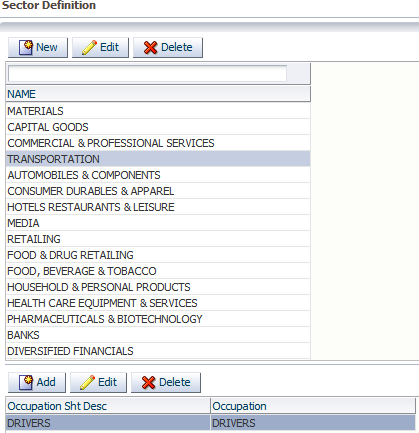 Sector Definition
New Edit Delete
NAME
MATERIALS
CAPITAL GOODS
COMMERCIAL & PROFESSIONAL SERVICES
TRANSPORTATION
AUTOMOBILES & COMPONENTS
CONSUMER DURABLES & APPAREL
HOTELS RESTAURANTS & LEISURE
MEDIA
RETAILING
FOOD & DRUG RETAILING
FOOD, BEVERAGE & TOBACCO
HOUSEHOLD & PERSONAL PRODUCTS
HEALTH CARE EQUIPMENT & SERVICES
PHARMACEUTICALS & BIOTECHNOLOGY
BANKS
DIVERSIFIED FINANCIALS
Add Edit Delete
Occupation Sht Desc Occupation
DRIVERS DRIVERS